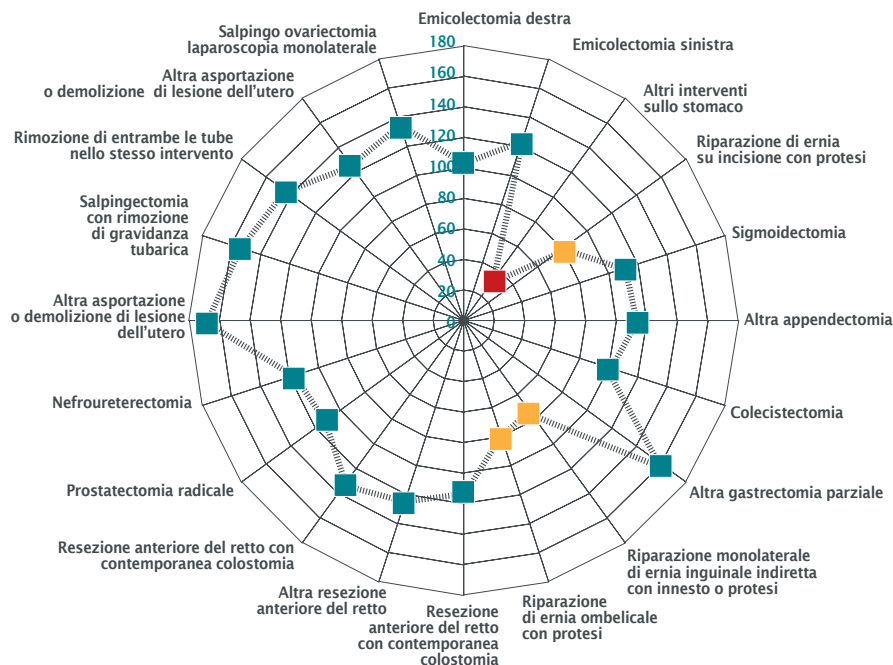 Emicolectomia destra
Emicolectomia sinistra
Altri interventi
sullo stomaco
Riparazione di ernia
su incisione con protesi
Sigmoidectomia
Altra appendectomia
Colecistectomia
Altra gastrectomia parziale
Riparazione monolaterale
di ernia inguinale indiretta
con innesto o protesi
Riparazione
di ernia ombelicale
con protesi
Resezione
anteriore del retto
con contemporanea
colostomia
Altra resezione
anteriore del retto
Resezione anteriore del retto con
contemporanea colostomia
Prostatectomia radicale
Nefroureterectomia
Altra asportazione
o demolizione di lesione
dell'utero
Salpingectomia
con rimozione
di gravidanza
tubarica
Rimozione di entrambe le tube
nello stesso intervento
Altra asportazione
o demolizione di lesione dell'utero
Salpingo ovariectomia
laparoscopia monolaterale
180
160
140
120
100
80
60
40
20
0